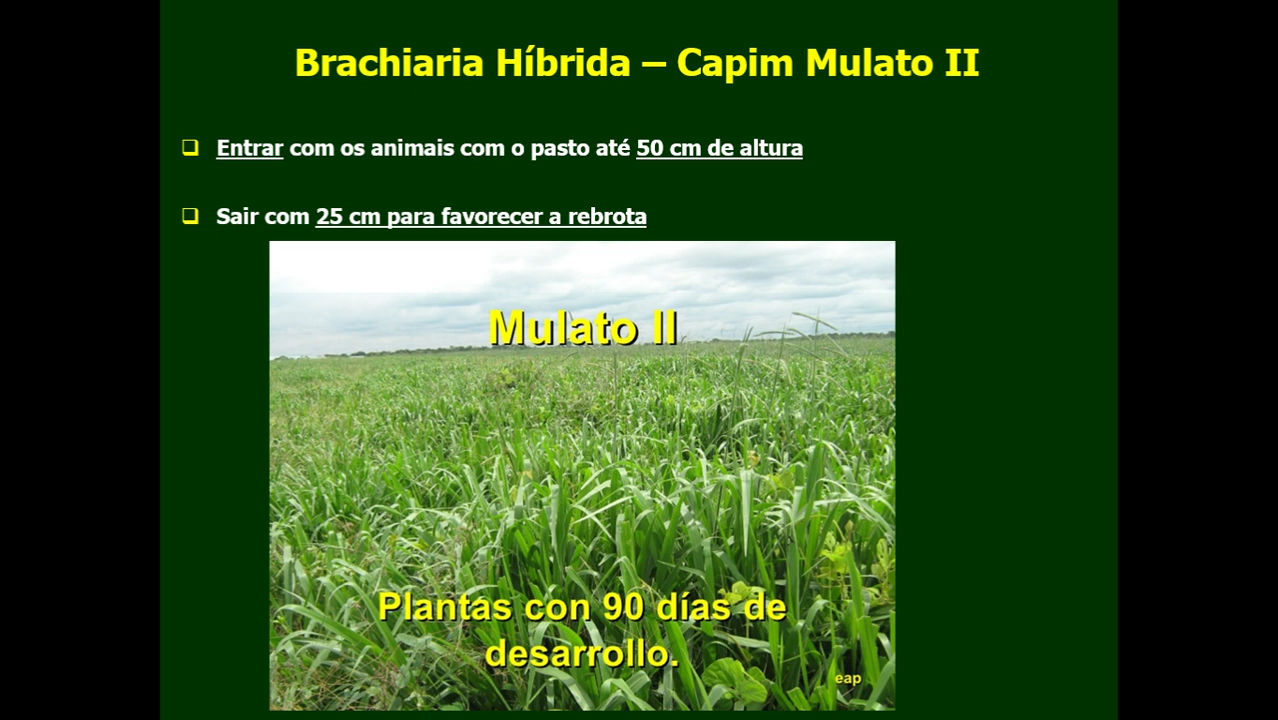 Brachiaria Híbrida – Capim Mulato II
Entrar com os animais com o pasto até 50 cm de altura
Sair com 25 cm para favorecer a rebrota
Mulato II
Plantas con 90 días de
desarrollo.
eap